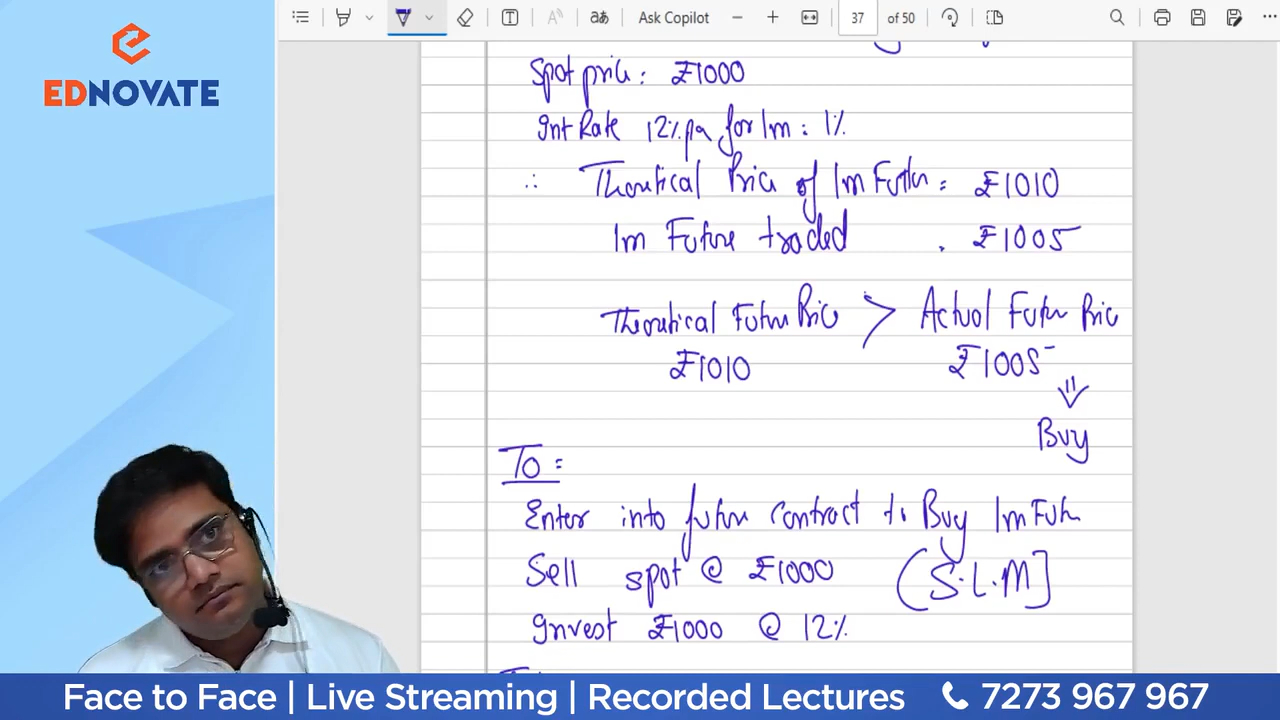 Ask Copilot
37 of 50
EDNOVATE
Spot price: ₹1000
Int Rate 12% pa for 1m: 1%
∴ Theoretical Price of 1m Future: ₹1010
1m Future traded : ₹1005
Theoretical Future Price > Actual Future Price
₹1010 ₹1005
⇓
Buy
T0:
Enter into future contract to Buy 1m Future
Sell spot @ ₹1000 (S.L.M]
Invest ₹1000 @ 12%
Face to Face | Live Streaming | Recorded Lectures 7273 967 967